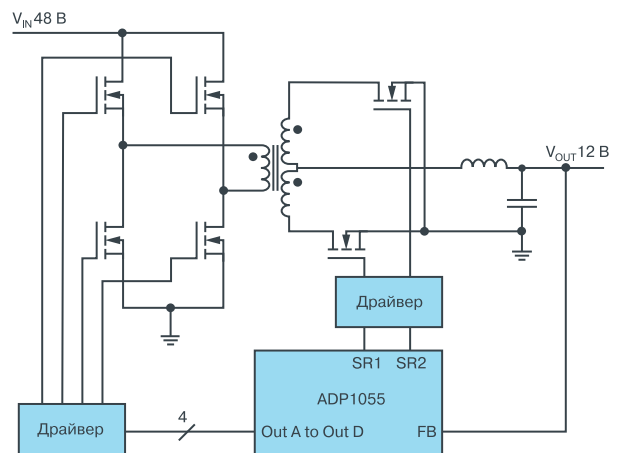 VIN 48 В
VOUT 12 В
Драйвер
SR1 SR2
ADP1055
Драйвер
4
Out A to Out D
FB